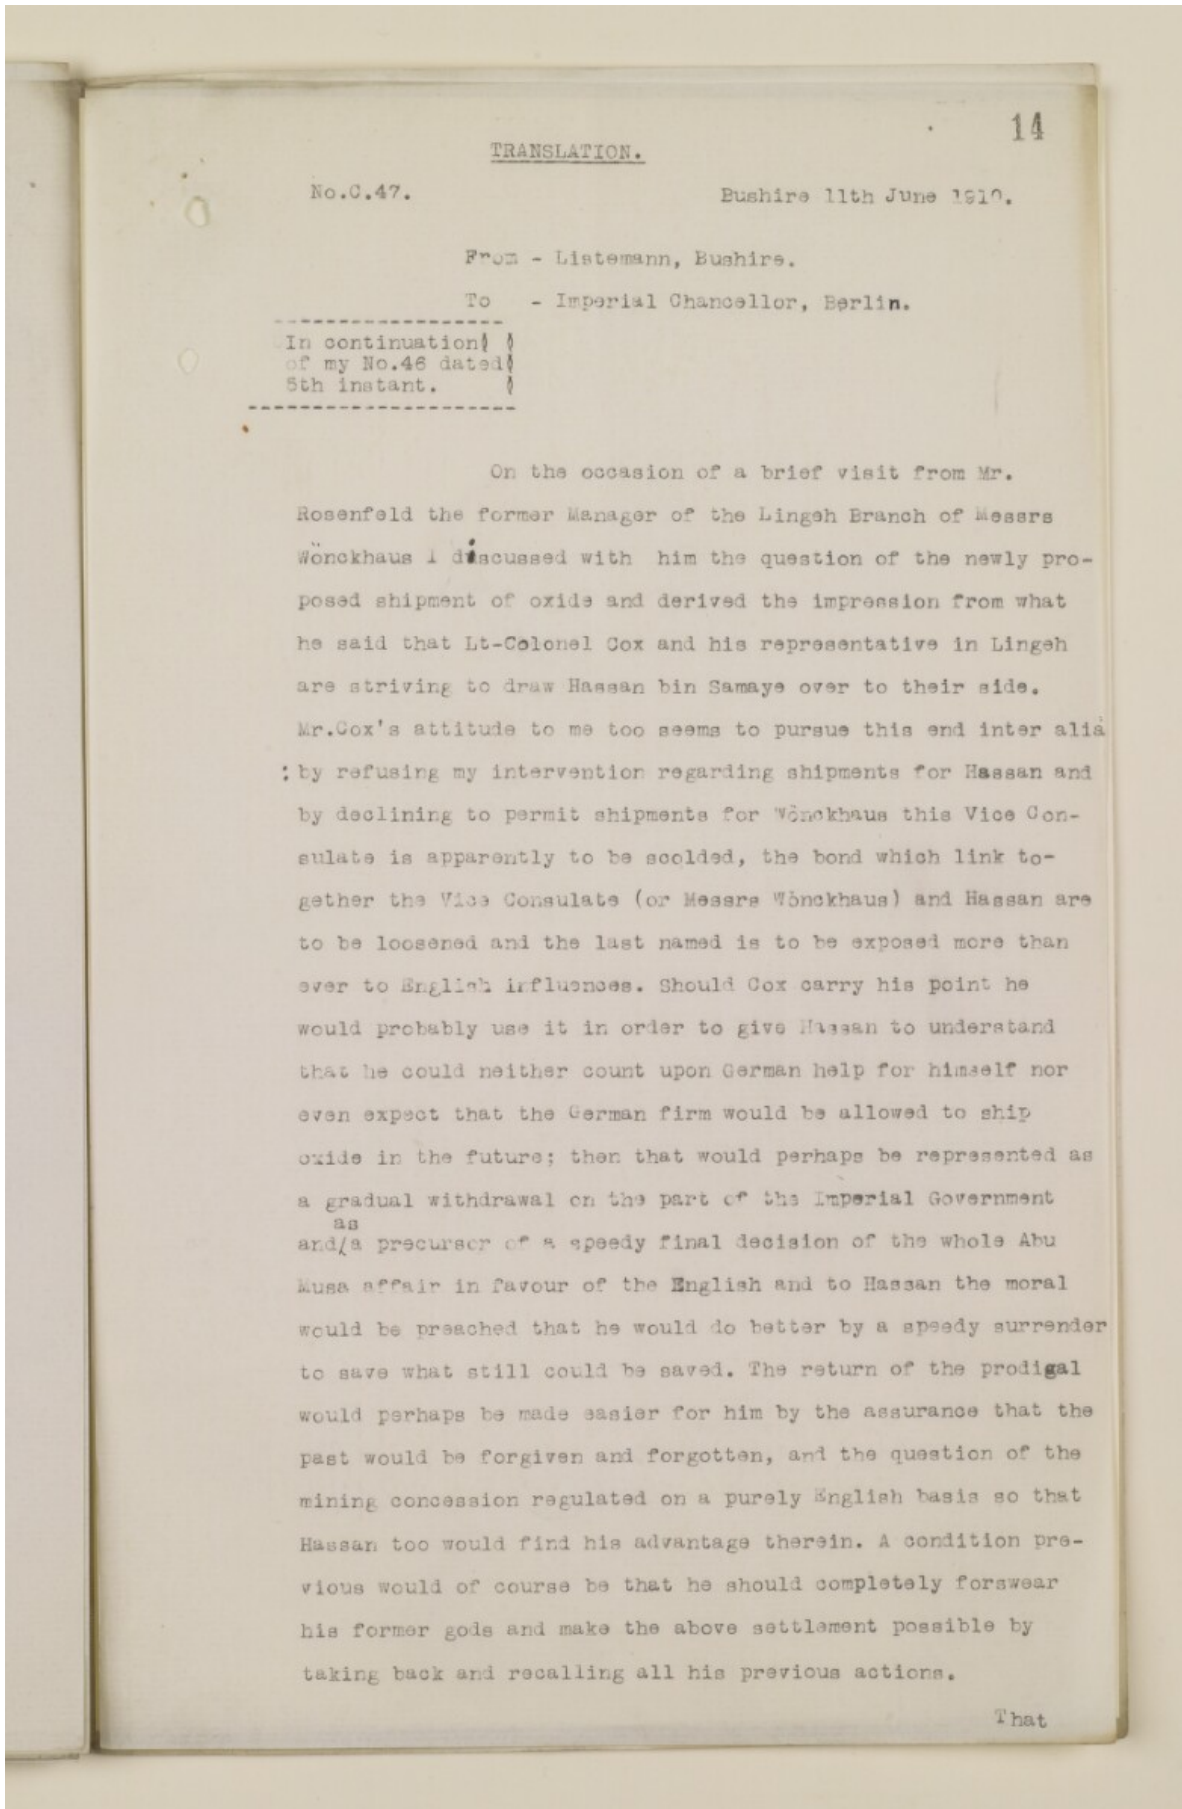 14
TRANSLATION.
No.C.47. Bushire 11th June 1910.
From - Listemann, Bushire.
To - Imperial Chancellor, Berlin.
In continuation
of my No.46 dated
5th instant.
On the occasion of a brief visit from Mr.
Rosenfeld the former Manager of the Lingeh Branch of Messrs
Wönckhaus I discussed with him the question of the newly pro-
posed shipment of oxide and derived the impression from what
he said that Lt-Colonel Cox and his representative in Lingeh
are striving to draw Hassan bin Samaye over to their side.
Mr.Cox's attitude to me too seems to pursue this end inter alia
: by refusing my intervention regarding shipments for Hassan and
by declining to permit shipments for Wönckhaus this Vice Con-
sulate is apparently to be scolded, the bond which link to-
gether the Vice Consulate (or Messrs Wönckhaus) and Hassan are
to be loosened and the last named is to be exposed more than
ever to English influences. Should Cox carry his point he
would probably use it in order to give Hassan to understand
that he could neither count upon German help for himself nor
even expect that the German firm would be allowed to ship
oxide in the future; then that would perhaps be represented as
a gradual withdrawal on the part of the Imperial Government
as
and/a precursor of a speedy final decision of the whole Abu
Musa affair in favour of the English and to Hassan the moral
would be preached that he would do better by a speedy surrender
to save what still could be saved. The return of the prodigal
would perhaps be made easier for him by the assurance that the
past would be forgiven and forgotten, and the question of the
mining concession regulated on a purely English basis so that
Hassan too would find his advantage therein. A condition pre-
vious would of course be that he should completely forswear
his former gods and make the above settlement possible by
taking back and recalling all his previous actions.
That